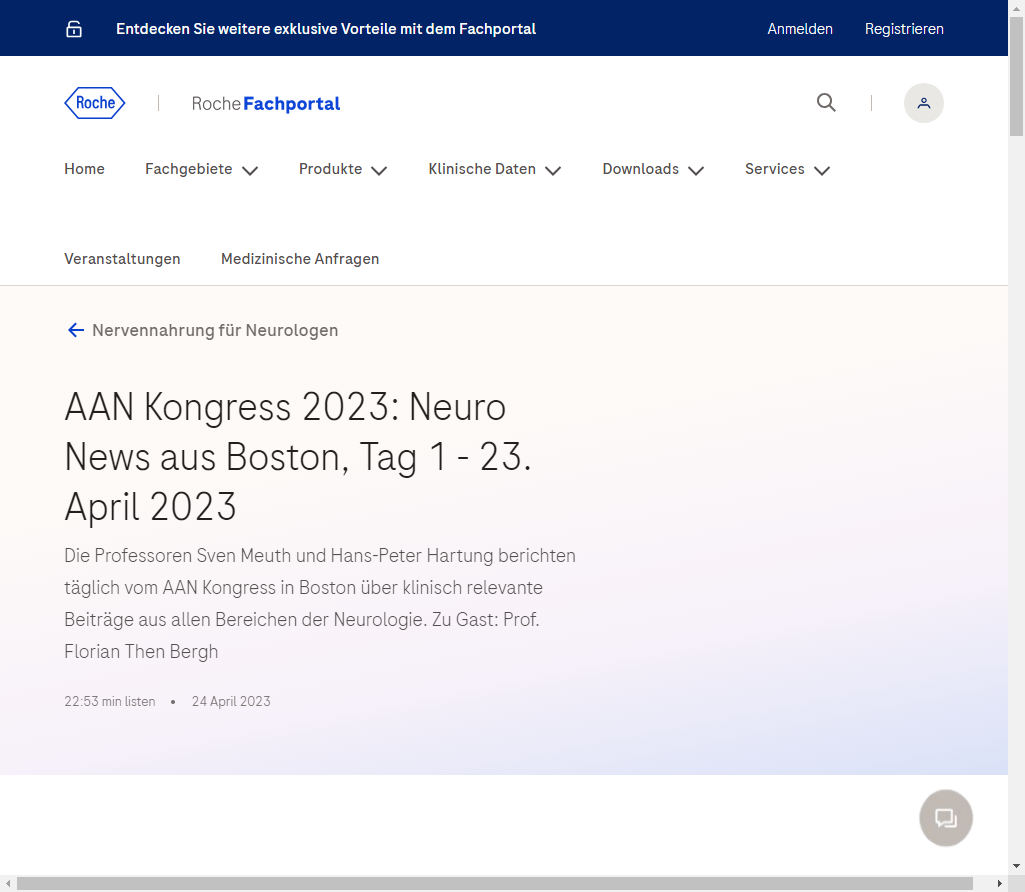 Entdecken Sie weitere exklusive Vorteile mit dem Fachportal
Anmelden
Registrieren
Roche
Roche Fachportal
Home
Fachgebiete
Produkte
Klinische Daten
Downloads
Services
Veranstaltungen
Medizinische Anfragen
Nervennahrung für Neurologen
AAN Kongress 2023: Neuro
News aus Boston, Tag 1 - 23.
April 2023
Die Professoren Sven Meuth und Hans-Peter Hartung berichten
täglich vom AAN Kongress in Boston über klinisch relevante
Beiträge aus allen Bereichen der Neurologie. Zu Gast: Prof.
Florian Then Bergh
22:53 min listen • 24 April 2023